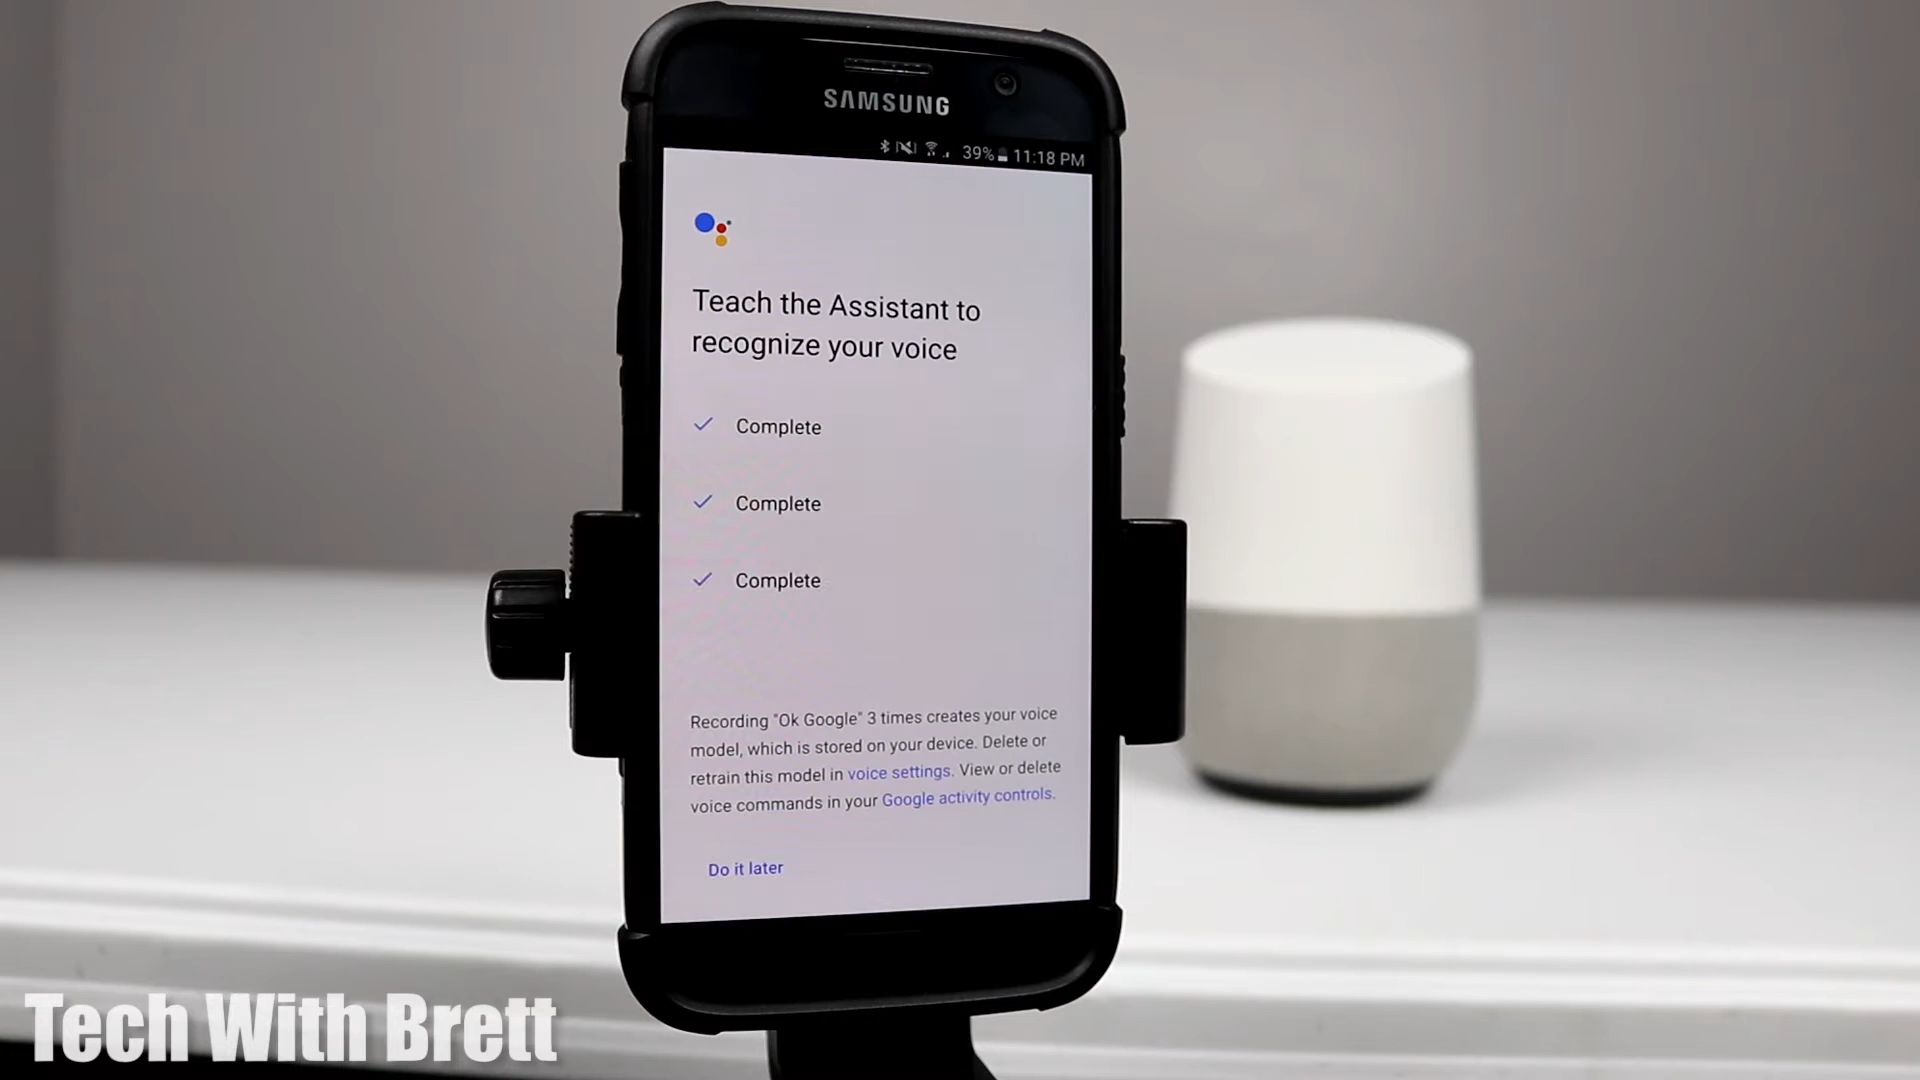 SAMSUNG
39% 11:18 PM
Teach the Assistant to
recognize your voice
Complete
Complete
Complete
Recording "Ok Google" 3 times creates your voice
model, which is stored on your device. Delete or
retrain this model in voice settings. View or delete
voice commands in your Google activity controls.
Do it later
Tech With Brett